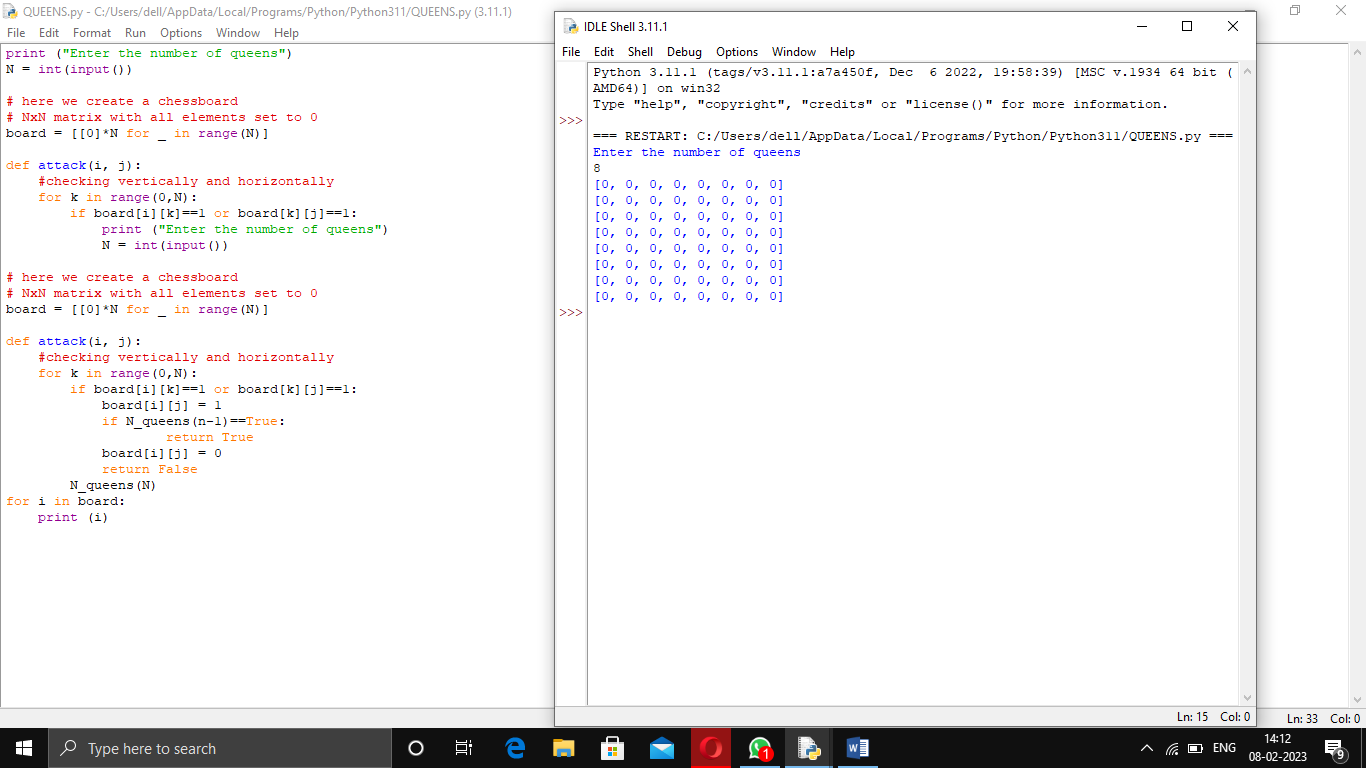 QUEENS.py - C:/Users/dell/AppData/Local/Programs/Python/Python311/QUEENS.py (3.11.1)
File Edit Format Run Options Window Help
print ("Enter the number of queens")
N = int(input())
# here we create a chessboard
# NxN matrix with all elements set to 0
board = [[0]*N for _ in range(N)]
def attack(i, j):
    #checking vertically and horizontally
    for k in range(0,N):
        if board[i][k]==1 or board[k][j]==1:
            print ("Enter the number of queens")
            N = int(input())
# here we create a chessboard
# NxN matrix with all elements set to 0
board = [[0]*N for _ in range(N)]
def attack(i, j):
    #checking vertically and horizontally
    for k in range(0,N):
        if board[i][k]==1 or board[k][j]==1:
            board[i][j] = 1
            if N_queens(n-1)==True:
                    return True
            board[i][j] = 0
            return False
        N_queens(N)
for i in board:
    print (i)
Ln: 33 Col: 0
IDLE Shell 3.11.1
File Edit Shell Debug Options Window Help
Python 3.11.1 (tags/v3.11.1:a7a450f, Dec  6 2022, 19:58:39) [MSC v.1934 64 bit (
AMD64)] on win32
Type "help", "copyright", "credits" or "license()" for more information.
>>>
=== RESTART: C:/Users/dell/AppData/Local/Programs/Python/Python311/QUEENS.py ===
Enter the number of queens
8
[0, 0, 0, 0, 0, 0, 0, 0]
[0, 0, 0, 0, 0, 0, 0, 0]
[0, 0, 0, 0, 0, 0, 0, 0]
[0, 0, 0, 0, 0, 0, 0, 0]
[0, 0, 0, 0, 0, 0, 0, 0]
[0, 0, 0, 0, 0, 0, 0, 0]
[0, 0, 0, 0, 0, 0, 0, 0]
[0, 0, 0, 0, 0, 0, 0, 0]
>>>
Ln: 15 Col: 0
Type here to search
1
ENG
14:12
08-02-2023
9